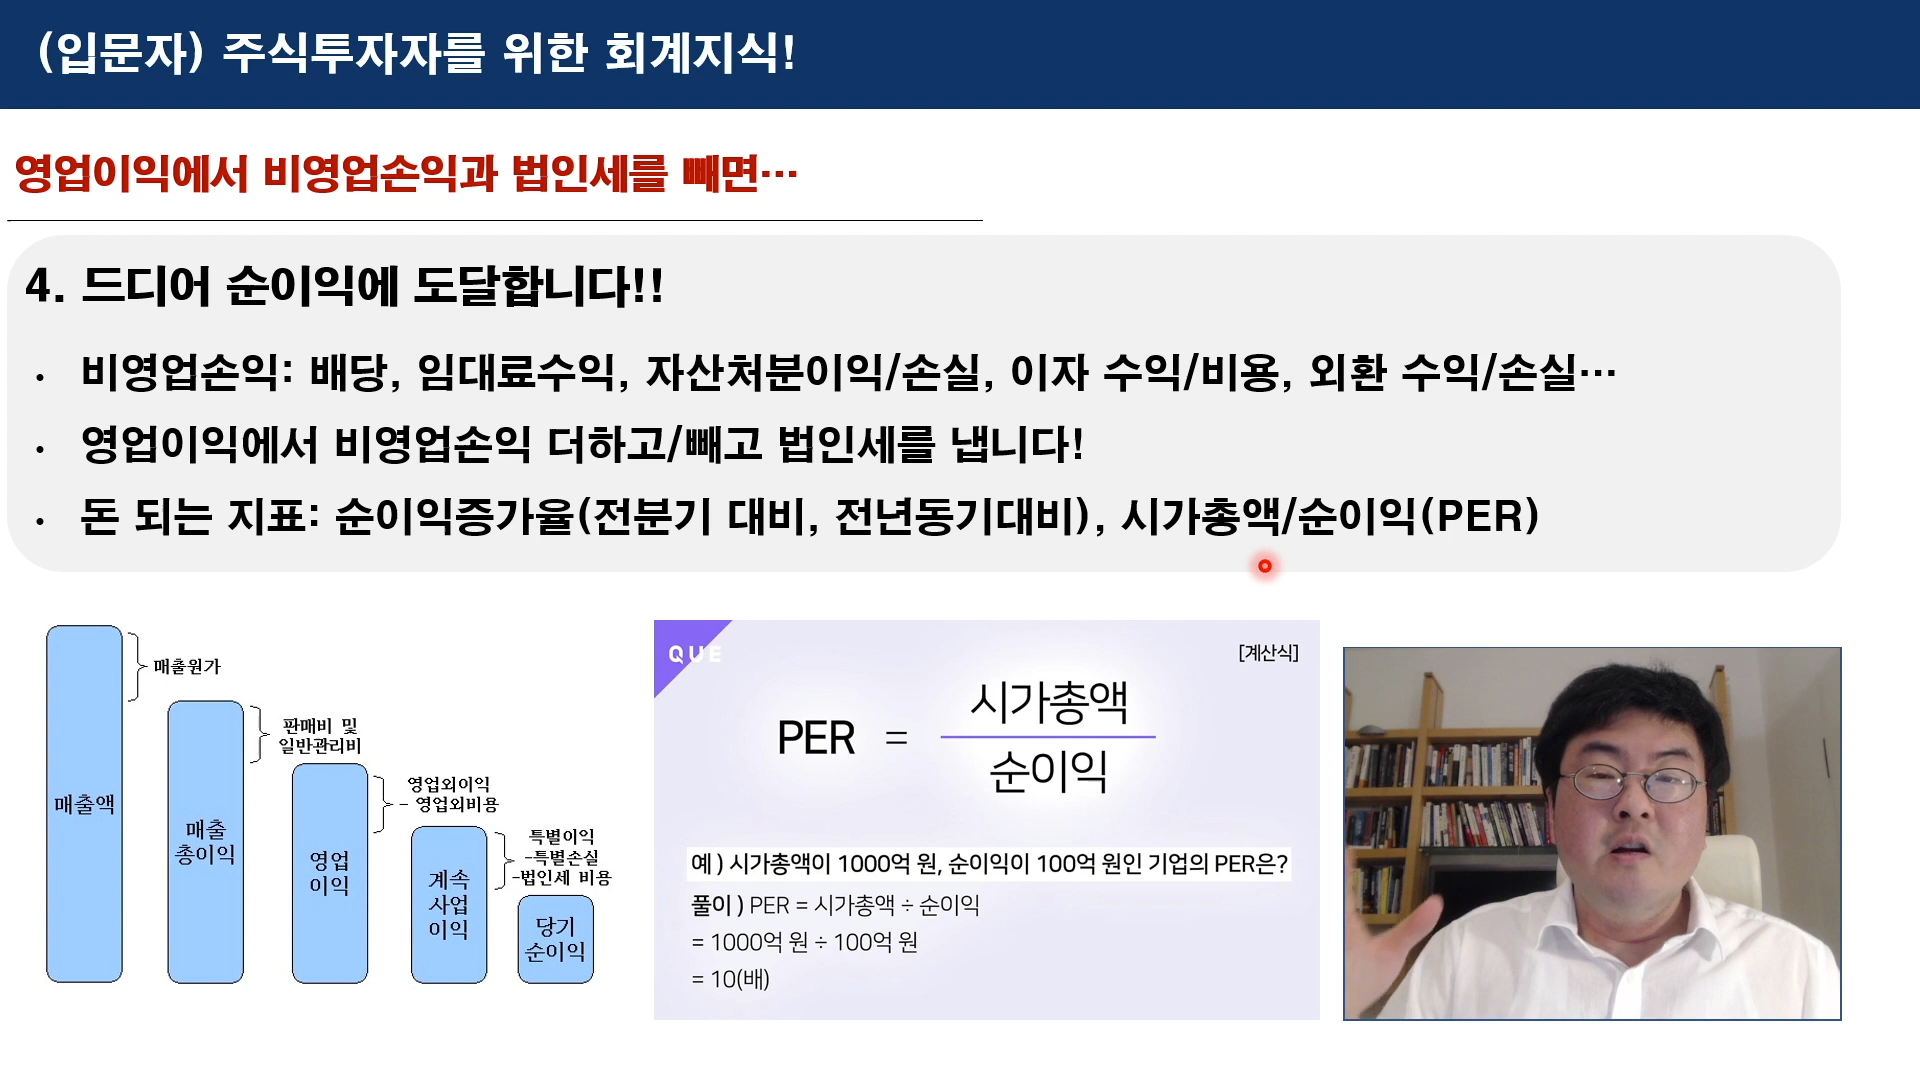 (입문자) 주식투자자를 위한 회계지식!
영업이익에서 비영업손익과 법인세를 빼면…
4. 드디어 순이익에 도달합니다!!
• 비영업손익: 배당, 임대료수익, 자산처분이익/손실, 이자 수익/비용, 외환 수익/손실…
• 영업이익에서 비영업손익 더하고/빼고 법인세를 냅니다!
• 돈 되는 지표: 순이익증가율(전분기 대비, 전년동기대비), 시가총액/순이익(PER)
매출액
매출원가
매출
총이익
판매비 및
일반관리비
영업
이익
영업외이익
- 영업외비용
계속
사업
이익
특별이익
-특별손실
-법인세 비용
당기
순이익
QUE
[계산식]
PER = 시가총액
순이익
예 ) 시가총액이 1000억 원, 순이익이 100억 원인 기업의 PER은?
풀이 ) PER = 시가총액 ÷ 순이익
= 1000억 원 ÷ 100억 원
= 10(배)